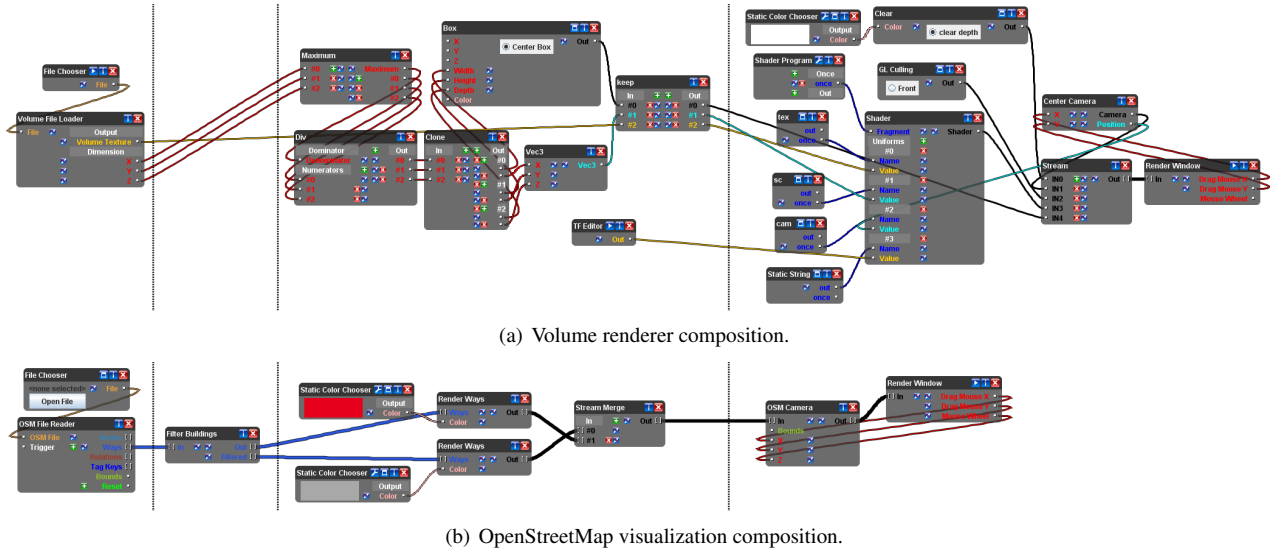 File Chooser
File
Volume File Loader
File
Output
Volume Texture
Dimension
X
Y
Z
Maximum
#0 Maximum
#1 #0
#2
Div
Dominator Out
Denominator #0
Numerators #1
#0 #2
#1
#2
Clone
In Out
#0 #0
#1
#2 #1
#2
Box
X Center Box Out
Y
Z
Width
Height
Depth
Color
Vec3
X Vec3
Y
Z
keep
In Out
#0 #0
#1 #1
#2 #2
TF Editor
Out
Static Color Chooser
Output
Color
Clear
Color clear depth Out
Shader Program
Once
once
Out
GL Culling
Front
tex
out
once
sc
once
cam
out
once
Static String
out
once
Shader
Fragment Shader
Uniforms
#0
Name
Value
#1
Name
Value
#2
Name
Value
#3
Name
Value
Center Camera
X Camera
Position
Stream
IN0 Out
IN1
IN2
IN3
IN4
Render Window
In Drag Mouse X
Drag Mouse Y
Mouse Wheel
(a) Volume renderer composition.
File Chooser
<none selected> File
Open File
OSM File Reader
OSM File
Trigger Ways
Relations
Tag Keys
Bounds
Reset
Filter Buildings
In Out
Filtered
Static Color Chooser
Output
Color
Render Ways
Ways Out
Color
Render Ways
Ways Out
Color
Static Color Chooser
Output
Color
Stream Merge
In Out
#0
#1
OSM Camera
In Out
Bounds
X
Y
Z
Render Window
In Drag Mouse X
Drag Mouse Y
Mouse Wheel
(b) OpenStreetMap visualization composition.